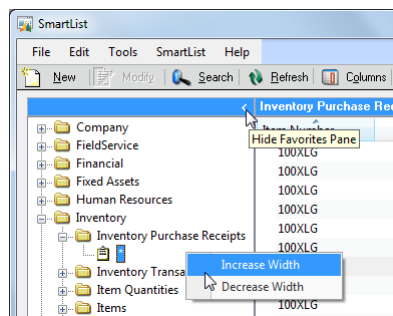 SmartList
File Edit Tools SmartList Help
New Modify Search Refresh Columns
< Inventory Purchase Rec
Company
FieldService
Financial
Fixed Assets
Human Resources
Inventory
Inventory Purchase Receipts
*
Inventory Transa
Item Quantities
Items
Item Number
Hide Favorites Pane
100XLG
100XLG
100XLG
100XLG
100XLG
100XLG
Increase Width
Decrease Width
100XLG